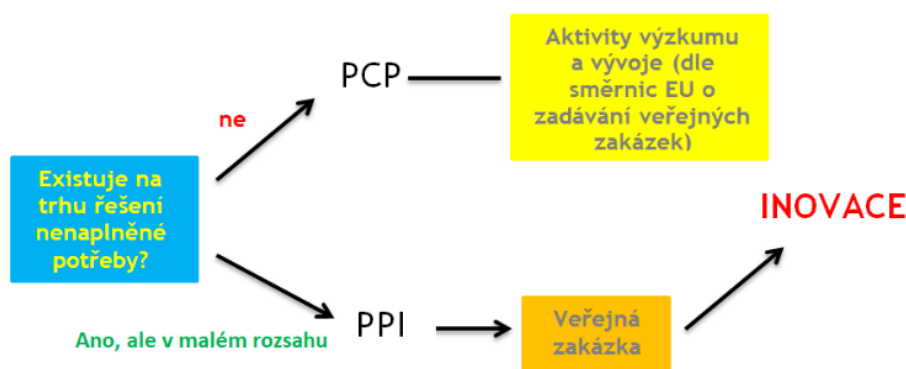 Aktivity výzkumu
a vývoje (dle
směrnic EU o
zadávání veřejných
zakázek)
PCP
ne
Existuje na
trhu řešení
nenaplněné
potřeby?
INOVACE
Ano, ale v malém rozsahu
PPI
Veřejná
zakázka